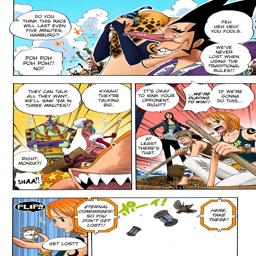 DO YOU THINK
THIS RACE WILL
LAST EVEN
FIVE MINUTES,
HAMBURG?
POH POH
POH POH!!
NO!
FEH
HEH HEH!
YOU FOOLS.
WE'VE
NEVER
LOST WHEN
USING THE
TRADITIONAL
RULES!!
THEY CAN TALK
ALL THEY WANT,
WE'LL SINK 'EM IN
THREE MINUTES!!
KYAAH!
THEY'RE
TALKING
BIG.
RIGHT,
MONDA?!
SHAA!!
IT'S OKAY TO
SINK YOUR
OPPONENT,
RIGHT?
AT LEAST
THERE'S
THAT.
WE'RE
PLAYING
TO WIN!!
IF WE'RE
GONNA DO
THIS...
FLIP!!
GET LOST?
ETERNAL
COMPASSES!
SO YOU
DON'T GET
LOST!!
ポーイ
HERE,
TAKE
THESE!